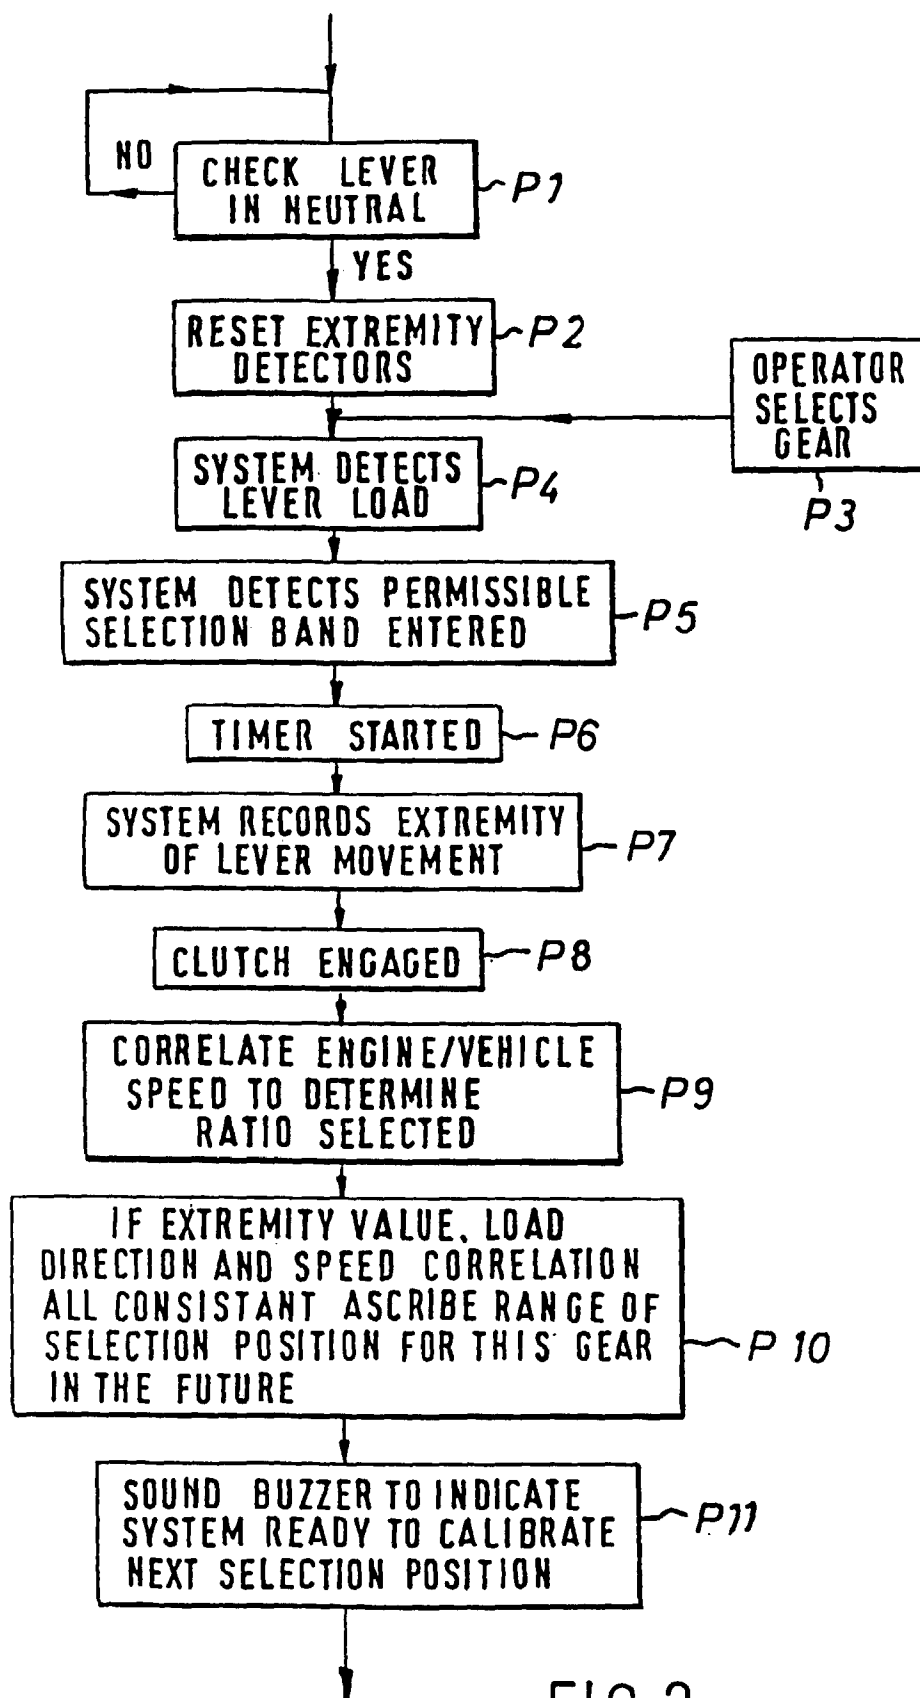 NO
CHECK LEVER
IN NEUTRAL
P1
YES
RESET EXTREMITY
DETECTORS
P2
OPERATOR
SELECTS
GEAR
P3
SYSTEM DETECTS
LEVER LOAD
P4
SYSTEM DETECTS PERMISSIBLE
SELECTION BAND ENTERED
P5
TIMER STARTED
P6
SYSTEM RECORDS EXTREMITY
OF LEVER MOVEMENT
P7
CLUTCH ENGAGED
P8
CORRELATE ENGINE/VEHICLE
SPEED TO DETERMINE
RATIO SELECTED
P9
IF EXTREMITY VALUE, LOAD
DIRECTION AND SPEED CORRELATION
ALL CONSISTANT ASCRIBE RANGE OF
SELECTION POSITION FOR THIS GEAR
IN THE FUTURE
P10
SOUND BUZZER TO INDICATE
SYSTEM READY TO CALIBRATE
NEXT SELECTION POSITION
P11